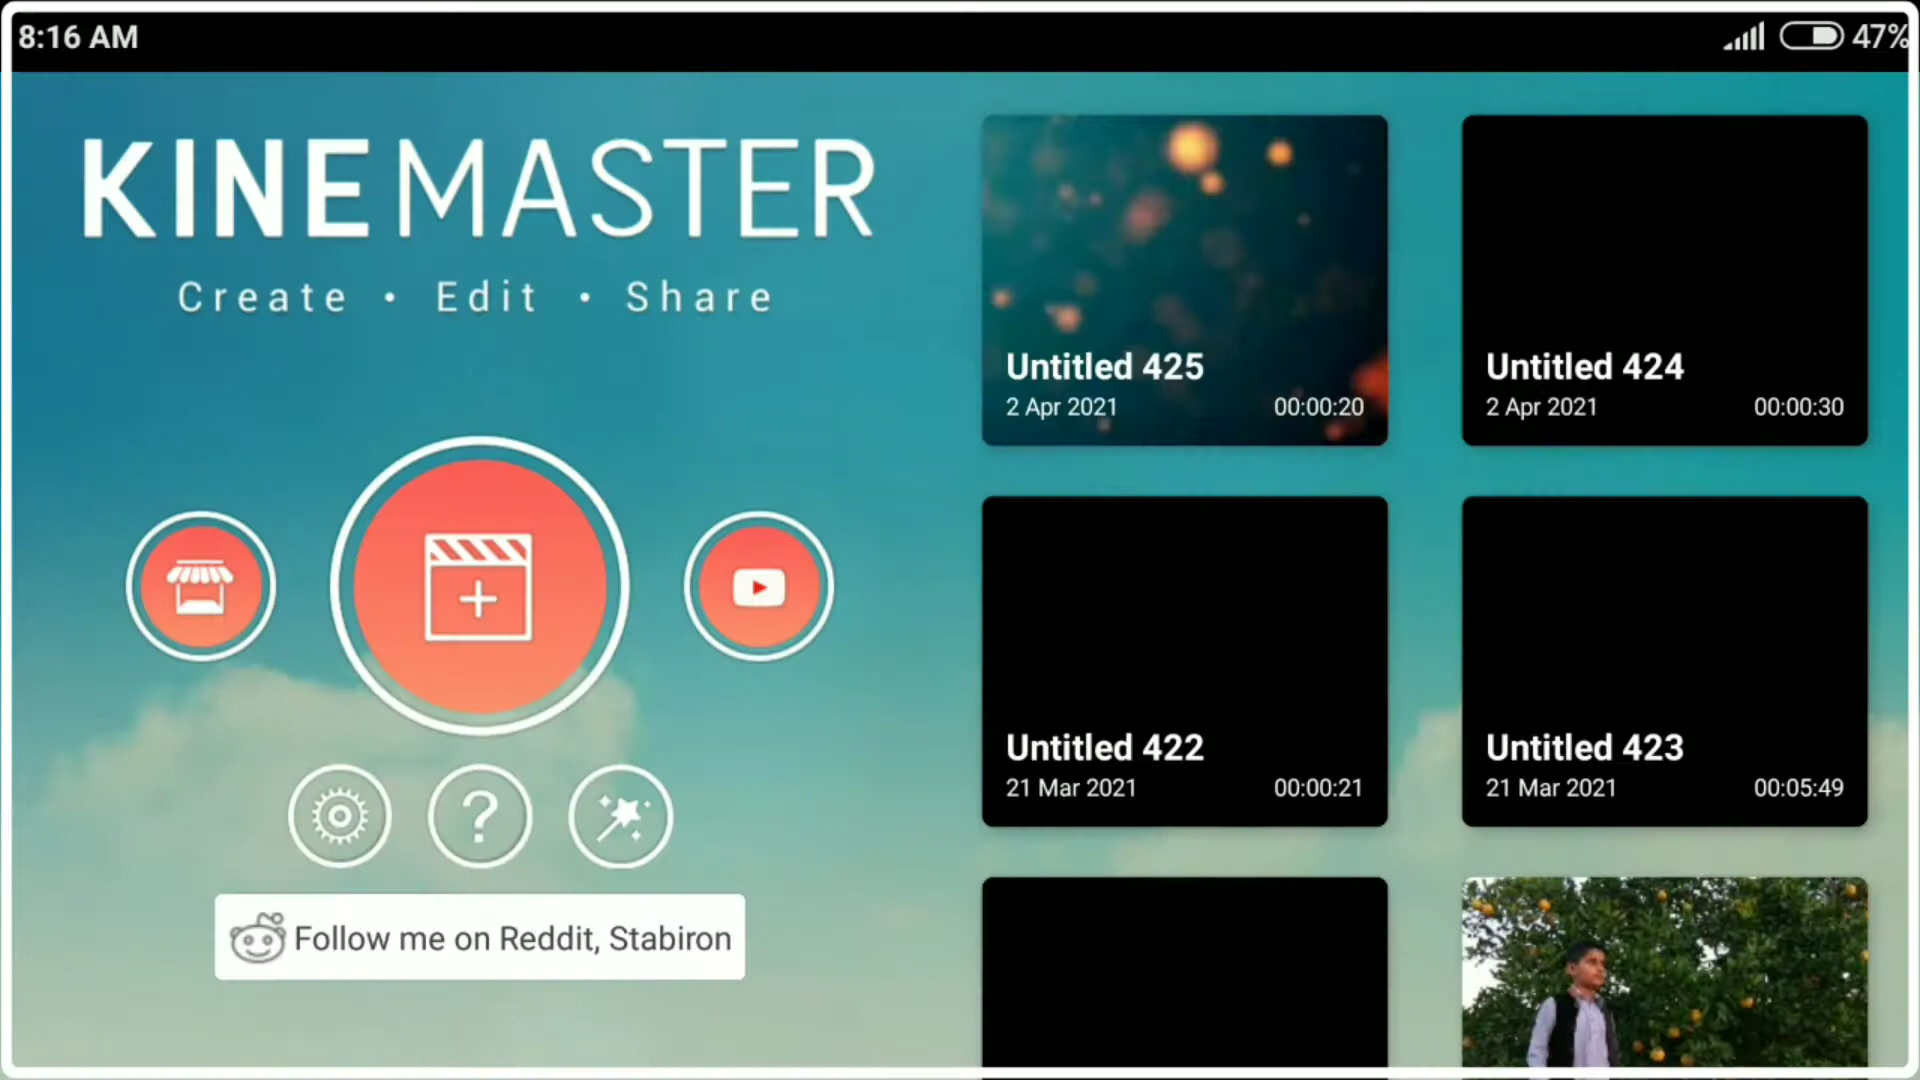 8:16 AM
47%
KINEMASTER
Create • Edit • Share
Untitled 425
2 Apr 2021 00:00:20
Untitled 424
2 Apr 2021 00:00:30
Untitled 422
21 Mar 2021 00:00:21
Untitled 423
21 Mar 2021 00:05:49
?
Follow me on Reddit, Stabiron